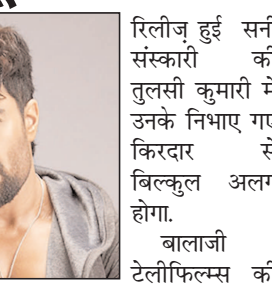 रिलीज़ हुई सनी
संस्कारी की
तुलसी कुमारी में
उनके निभाए गए
किरदार से
बिल्कुल अलग
होगा.
बालाजी
टेलीफिल्म्स की